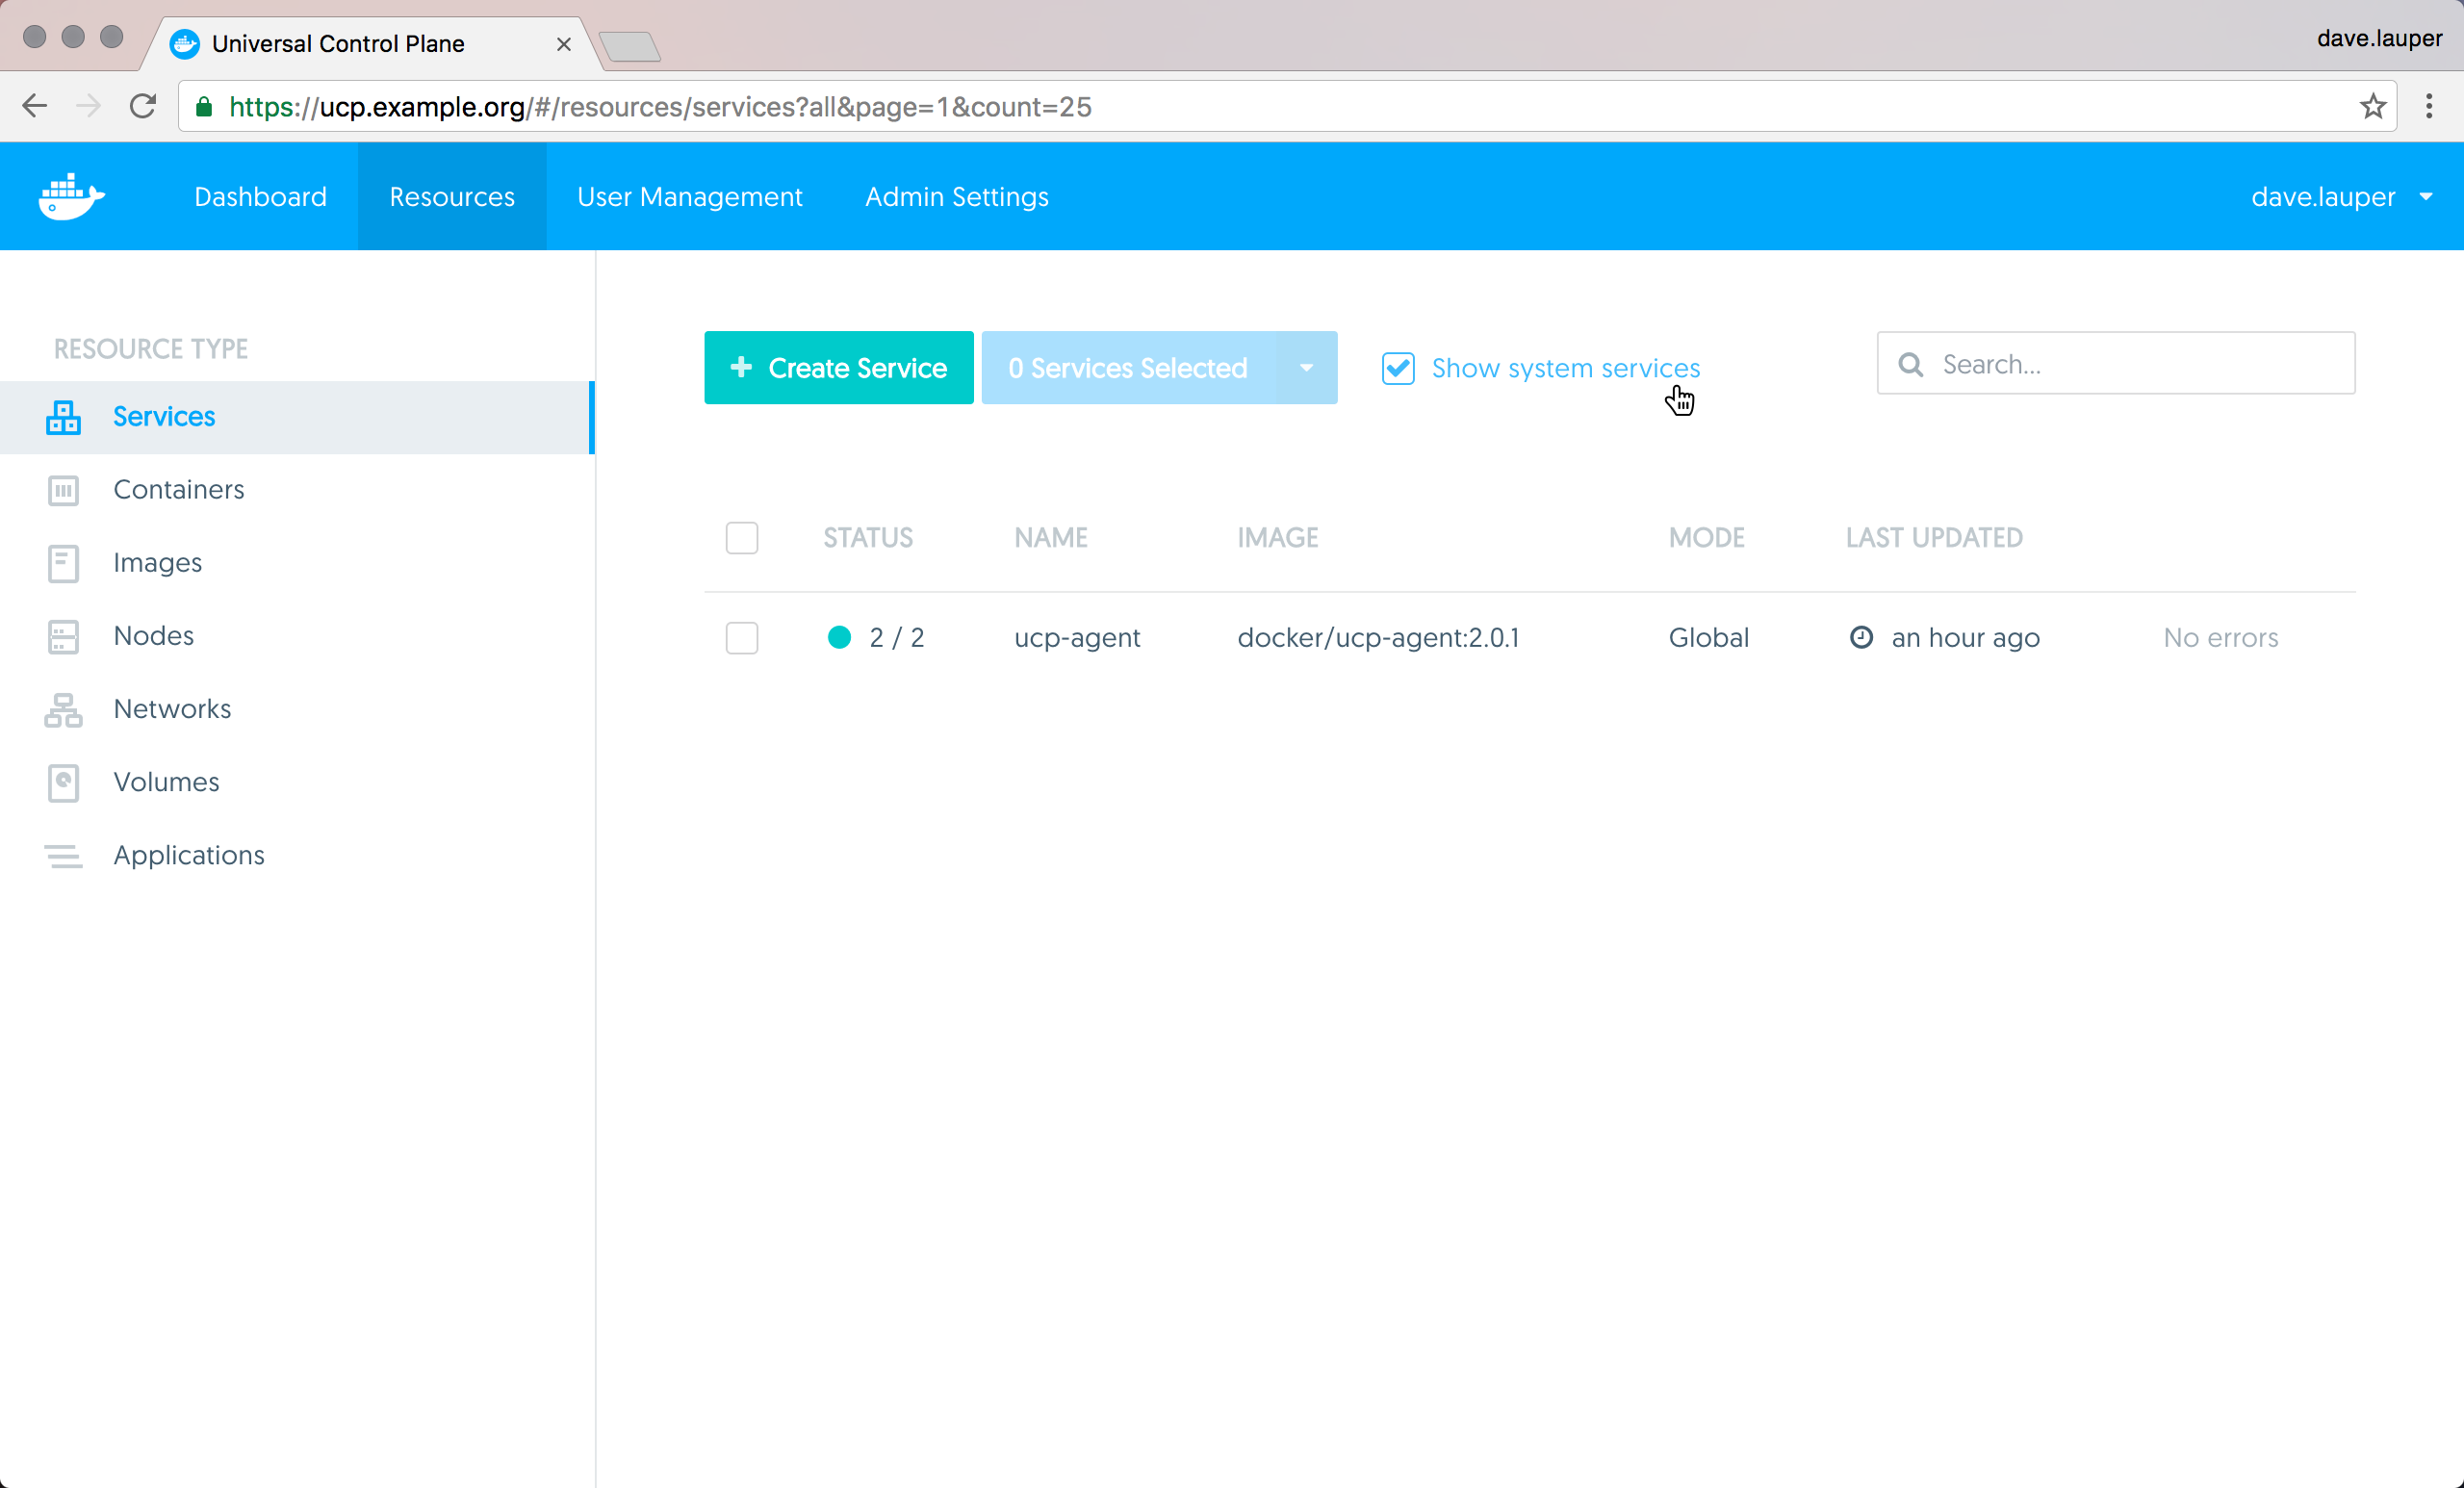 Universal Control Plane
dave.lauper
https://ucp.example.org/#/resources/services?all&page=1&count=25
Dashboard Resources User Management Admin Settings dave.lauper
RESOURCE TYPE
Services
Containers
Images
Nodes
Networks
Volumes
Applications
Create Service 0 Services Selected Show system services Search...
STATUS NAME IMAGE MODE LAST UPDATED
2 / 2 ucp-agent docker/ucp-agent:2.0.1 Global an hour ago No errors